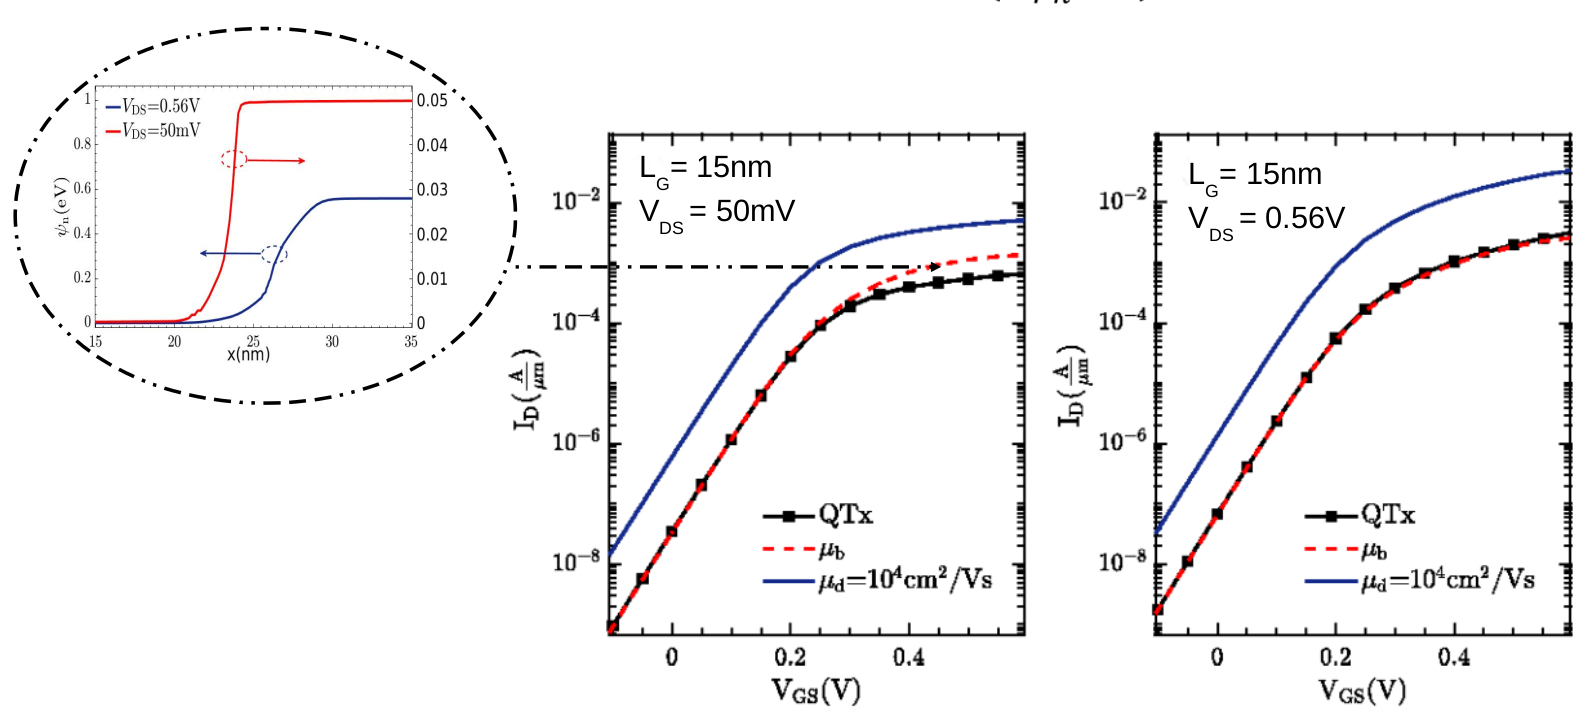 V_DS=0.56V
V_DS=50mV
1
0.8
0.6
0.4
0.2
0
0.05
0.04
0.03
0.02
0.01
0
ψ_n(eV)
15 20 25 30 35
x(nm)
L_G= 15nm
V_DS = 50mV
10^−2
10^−4
10^−6
10^−8
I_D(A/μm)
QTx
μ_b
μ_d=10^4cm^2/Vs
0 0.2 0.4
V_GS(V)
L_G= 15nm
V_DS = 0.56V
10^−2
10^−4
10^−6
10^−8
I_D(A/μm)
QTx
μ_b
μ_d=10^4cm^2/Vs
0 0.2 0.4
V_GS(V)